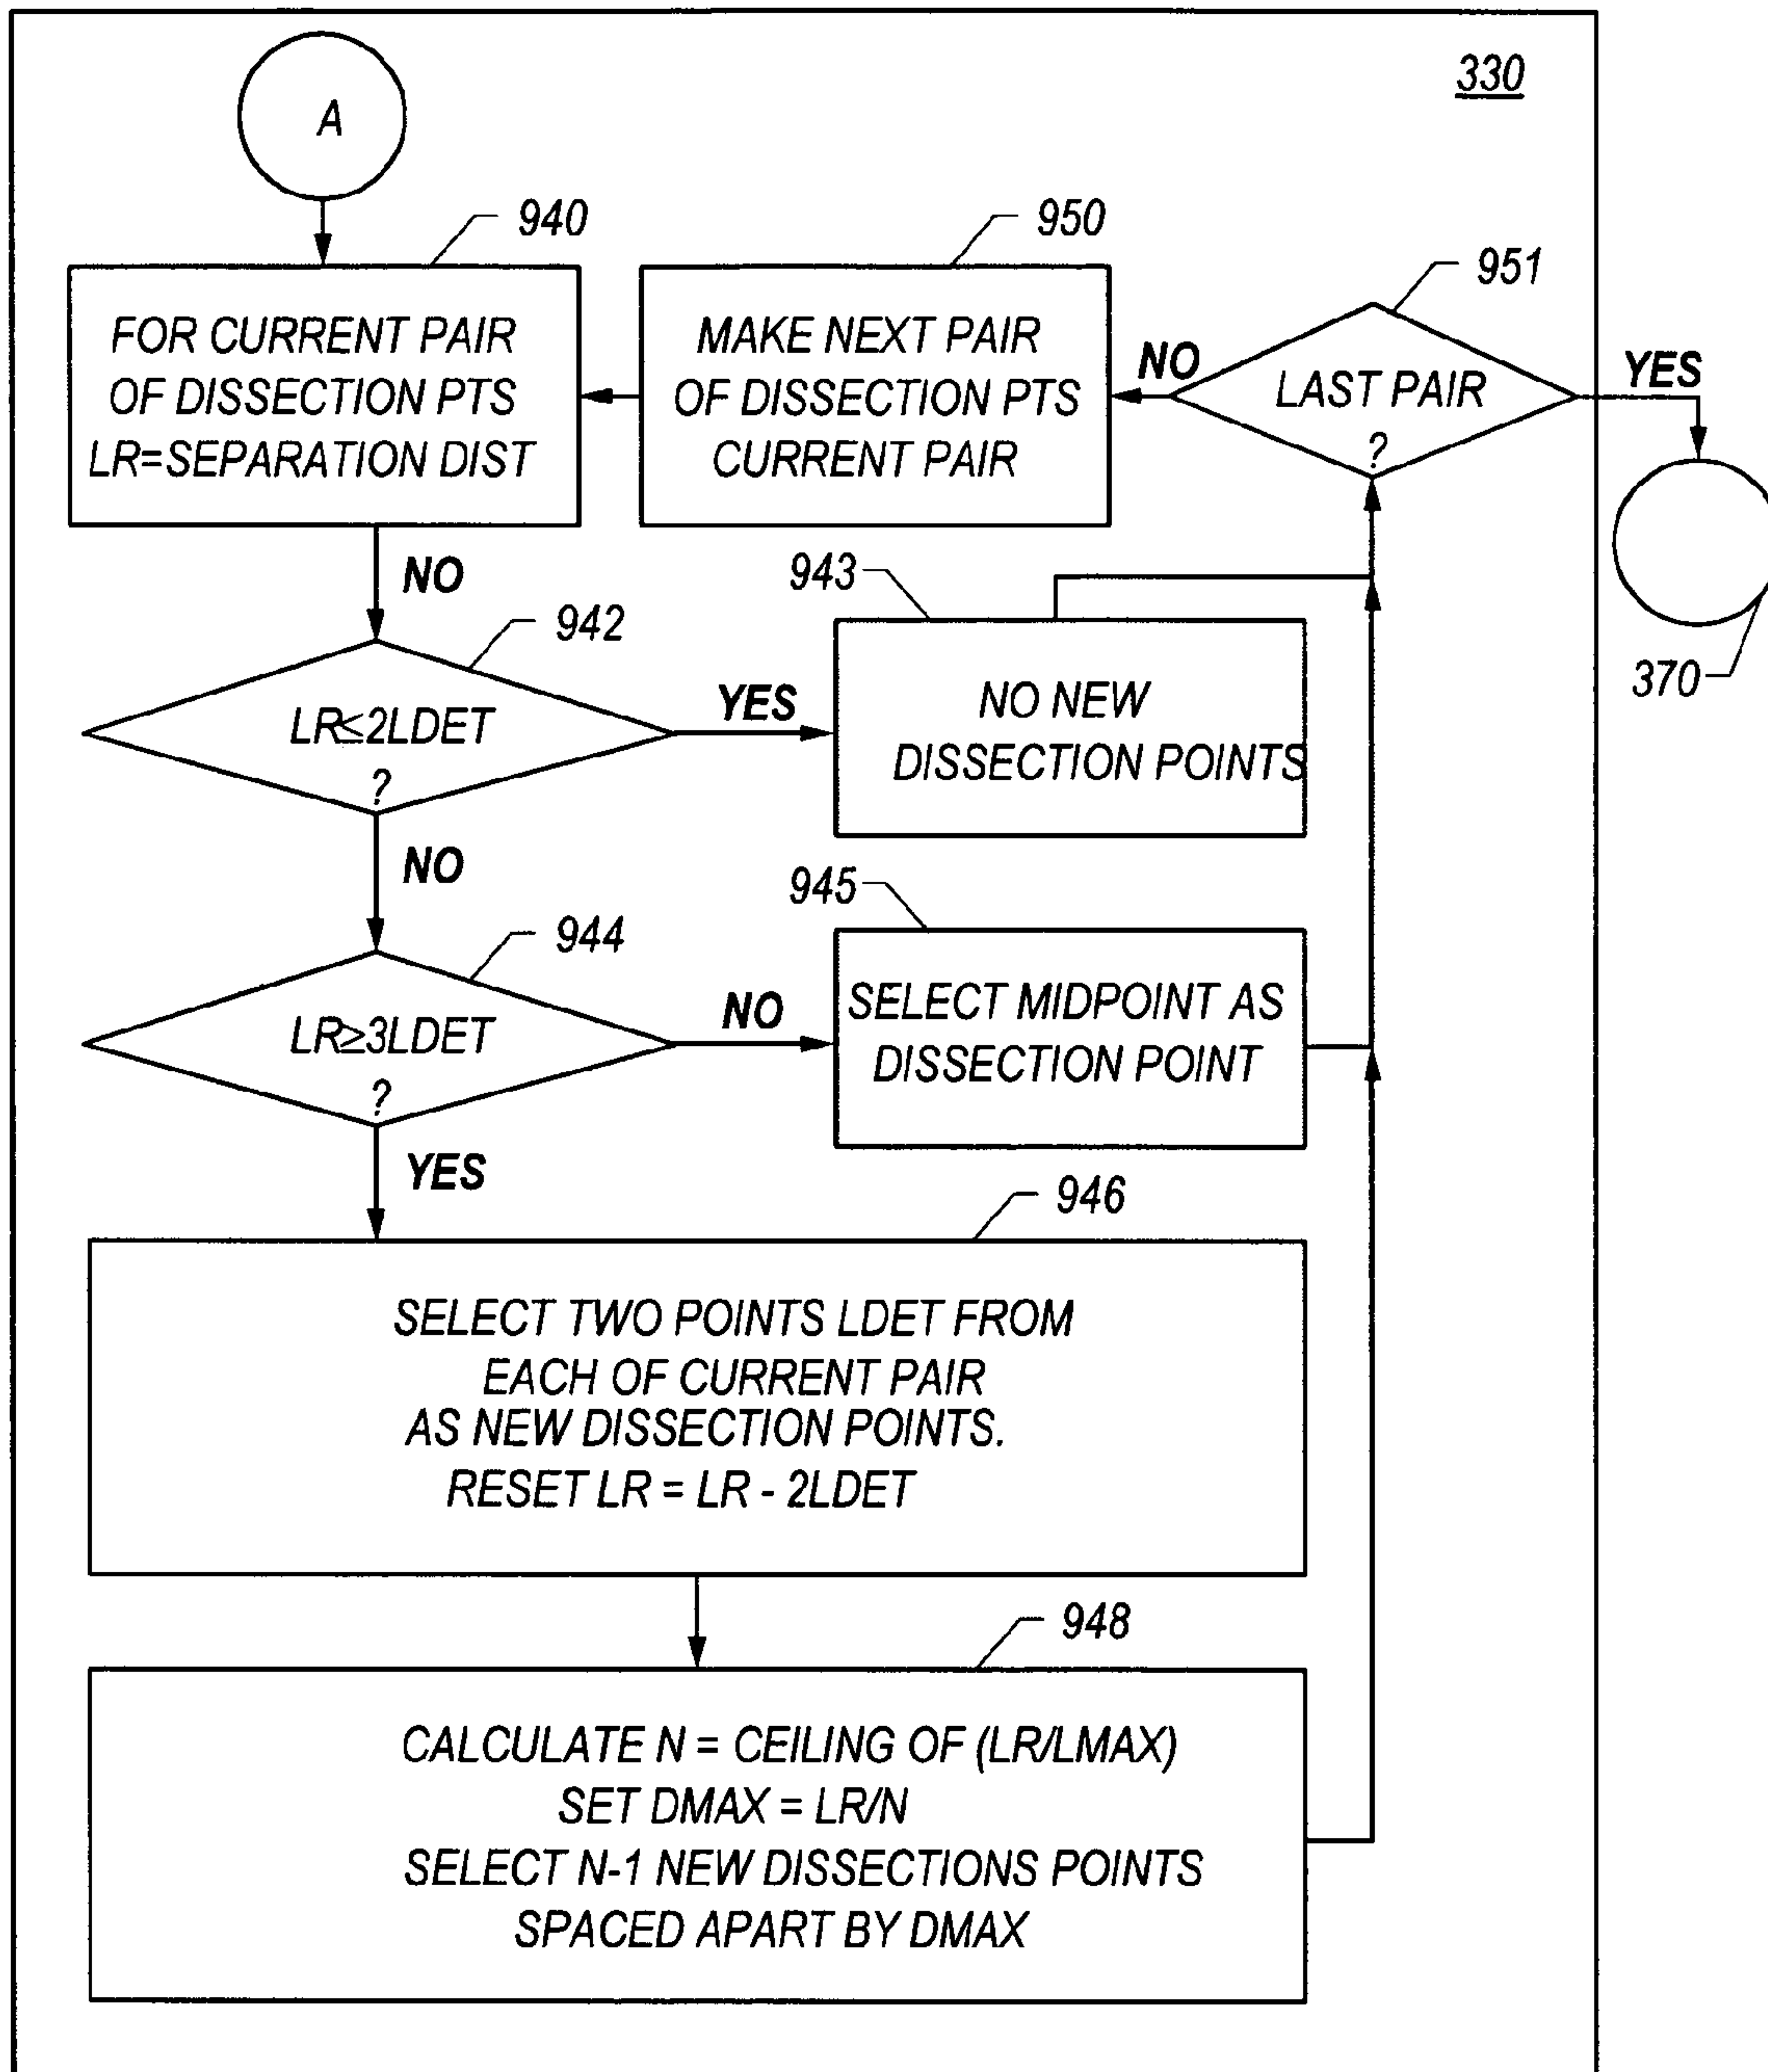 330
A
940
FOR CURRENT PAIR
OF DISSECTION PTS
LR=SEPARATION DIST
950
MAKE NEXT PAIR
OF DISSECTION PTS
CURRENT PAIR
951
NO
LAST PAIR
?
YES
370
NO
942
LR≤2LDET
?
YES
943
NO NEW
DISSECTION POINTS
NO
944
LR≥3LDET
?
NO
945
SELECT MIDPOINT AS
DISSECTION POINT
YES
946
SELECT TWO POINTS LDET FROM
EACH OF CURRENT PAIR
AS NEW DISSECTION POINTS.
RESET LR = LR - 2LDET
948
CALCULATE N = CEILING OF (LR/LMAX)
SET DMAX = LR/N
SELECT N-1 NEW DISSECTIONS POINTS
SPACED APART BY DMAX